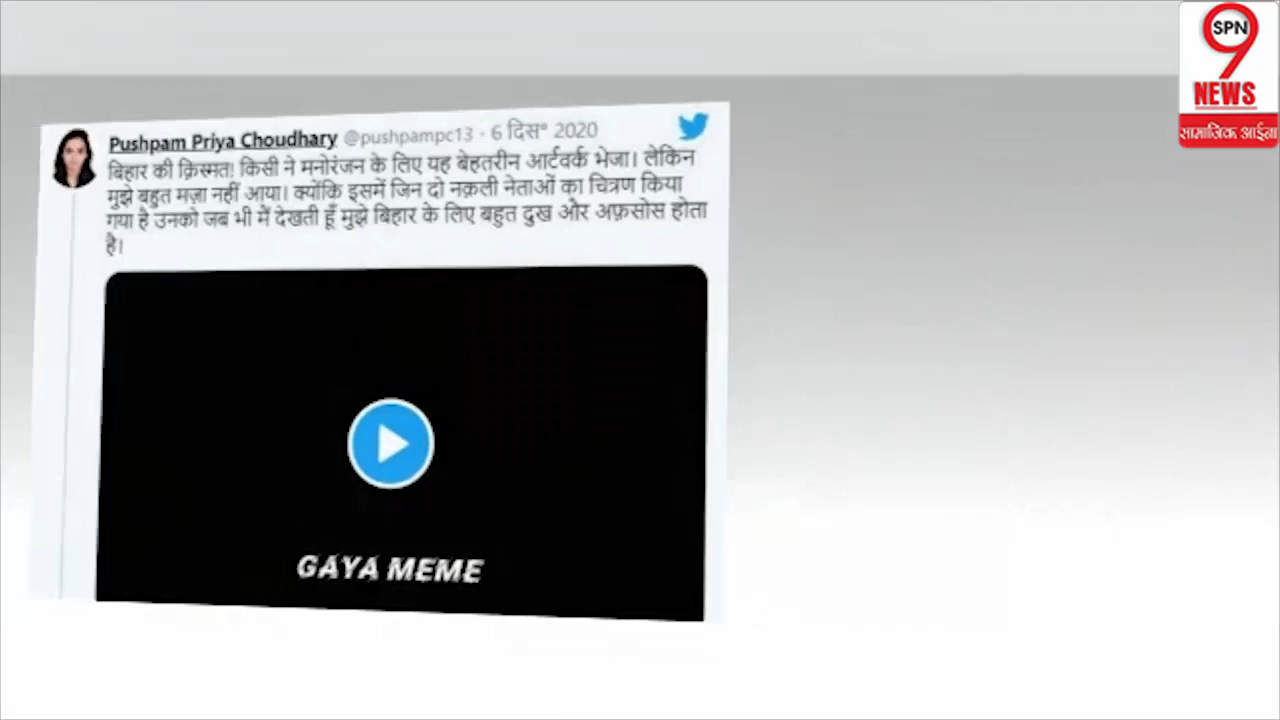 SPN
9
NEWS
सामाजिक आईना
Pushpam Priya Choudhary @pushpampc13 · 6 दिस॰ 2020
बिहार की क़िस्मत! किसी ने मनोरंजन के लिए यह बेहतरीन आर्टवर्क भेजा। लेकिन
मुझे बहुत मज़ा नहीं आया। क्योंकि इसमें जिन दो नक़ली नेताओं का चित्रण किया
गया है उनको जब भी मैं देखती हूँ मुझे बिहार के लिए बहुत दुख और अफ़सोस होता
है।
GAYA MEME